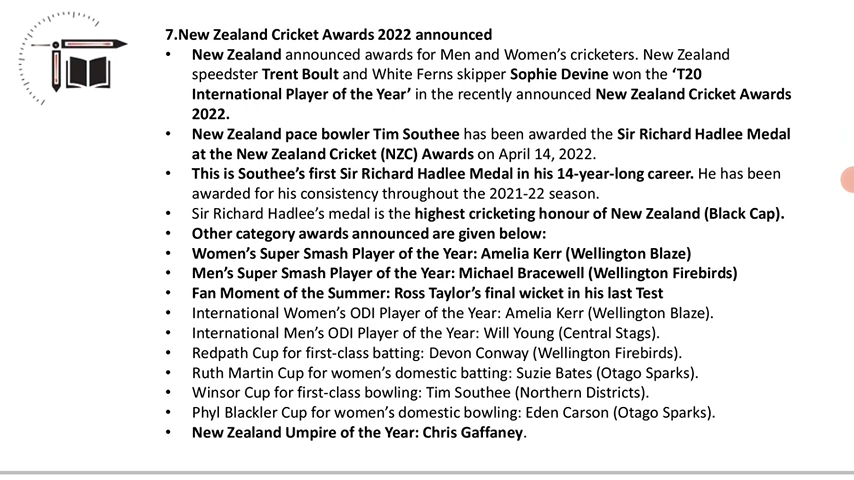 7.New Zealand Cricket Awards 2022 announced
• New Zealand announced awards for Men and Women's cricketers. New Zealand
speedster Trent Boult and White Ferns skipper Sophie Devine won the 'T20
International Player of the Year' in the recently announced New Zealand Cricket Awards
2022.
• New Zealand pace bowler Tim Southee has been awarded the Sir Richard Hadlee Medal
at the New Zealand Cricket (NZC) Awards on April 14, 2022.
• This is Southee's first Sir Richard Hadlee Medal in his 14-year-long career. He has been
awarded for his consistency throughout the 2021-22 season.
• Sir Richard Hadlee's medal is the highest cricketing honour of New Zealand (Black Cap).
• Other category awards announced are given below:
• Women's Super Smash Player of the Year: Amelia Kerr (Wellington Blaze)
• Men's Super Smash Player of the Year: Michael Bracewell (Wellington Firebirds)
• Fan Moment of the Summer: Ross Taylor's final wicket in his last Test
• International Women's ODI Player of the Year: Amelia Kerr (Wellington Blaze).
• International Men's ODI Player of the Year: Will Young (Central Stags).
• Redpath Cup for first-class batting: Devon Conway (Wellington Firebirds).
• Ruth Martin Cup for women's domestic batting: Suzie Bates (Otago Sparks).
• Winsor Cup for first-class bowling: Tim Southee (Northern Districts).
• Phyl Blackler Cup for women's domestic bowling: Eden Carson (Otago Sparks).
• New Zealand Umpire of the Year: Chris Gaffaney.